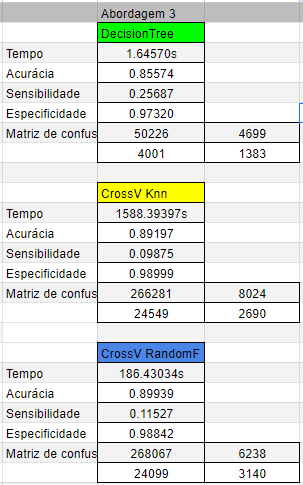 Abordagem 3
DecisionTree
Tempo 1.64570s
Acurácia 0.85574
Sensibilidade 0.25687
Especificidade 0.97320
Matriz de confus 50226 4699
4001 1383
CrossV Knn
Tempo 1588.39397s
Acurácia 0.89197
Sensibilidade 0.09875
Especificidade 0.98999
Matriz de confus 266281 8024
24549 2690
CrossV RandomF
Tempo 186.43034s
Acurácia 0.89939
Sensibilidade 0.11527
Especificidade 0.98842
Matriz de confus 268067 6238
24099 3140